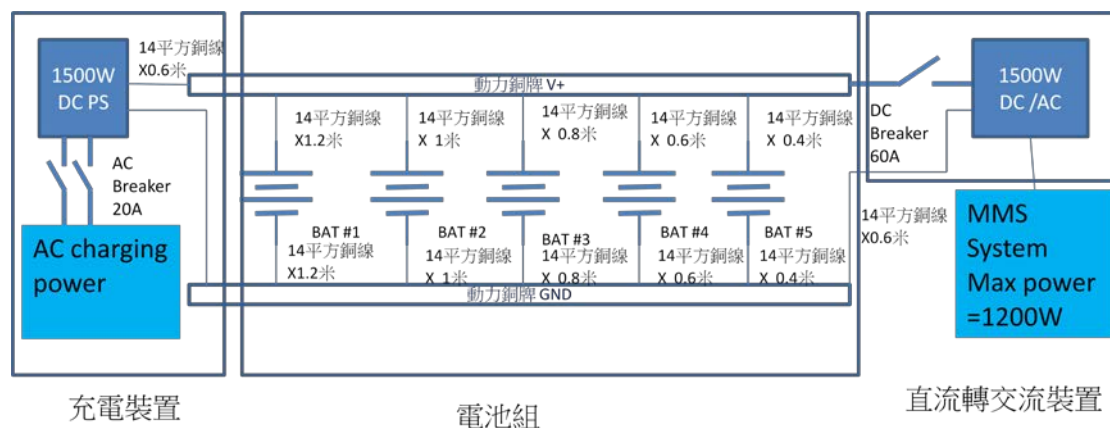 1500W
DC PS
14平方銅線
X0.6米
AC
Breaker
20A
AC charging
power
充電裝置
動力銅牌 V+
14平方銅線
X1.2米
14平方銅線
X 1米
14平方銅線
X 0.8米
14平方銅線
X 0.6米
14平方銅線
X 0.4米
BAT #1
BAT #2
BAT #3
BAT #4
BAT #5
14平方銅線
X1.2米
14平方銅線
X 1米
14平方銅線
X 0.8米
14平方銅線
X 0.6米
14平方銅線
X 0.4米
動力銅牌 GND
電池組
DC
Breaker
60A
1500W
DC /AC
14平方銅線
X0.6米
MMS
System
Max power
=1200W
直流轉交流裝置